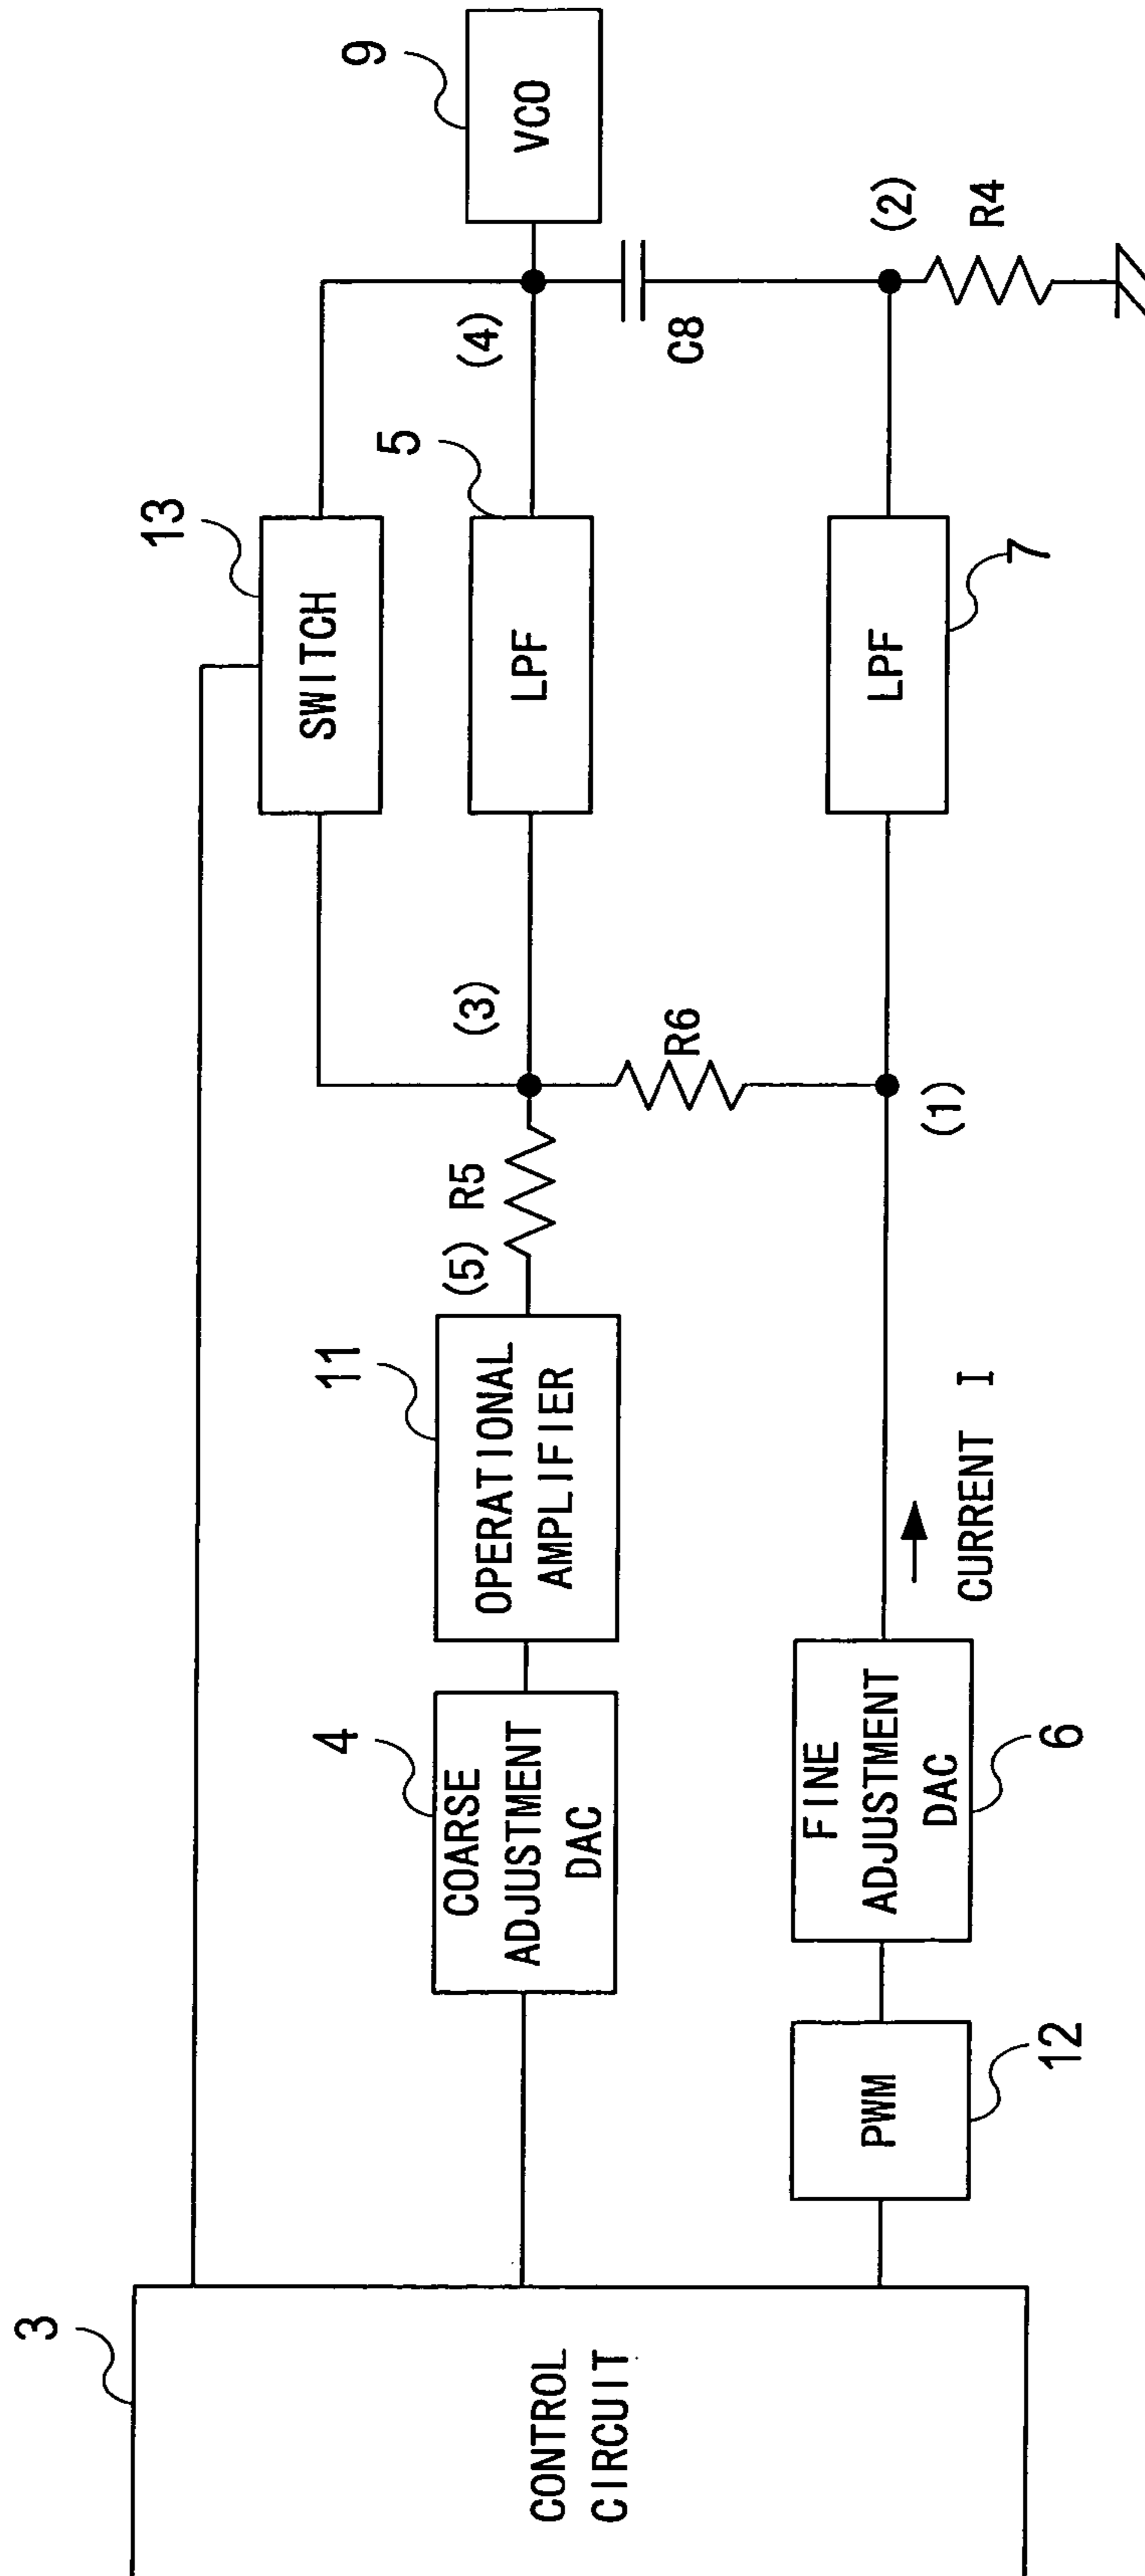 3
CONTROL
CIRCUIT
4
COARSE
ADJUSTMENT
DAC
11
OPERATIONAL
AMPLIFIER
(5)
R5
(3)
R6
(1)
13
SWITCH
5
LPF
(4)
9
VCO
C8
(2)
R4
LPF
7
12
PWM
6
FINE
ADJUSTMENT
DAC
CURRENT I